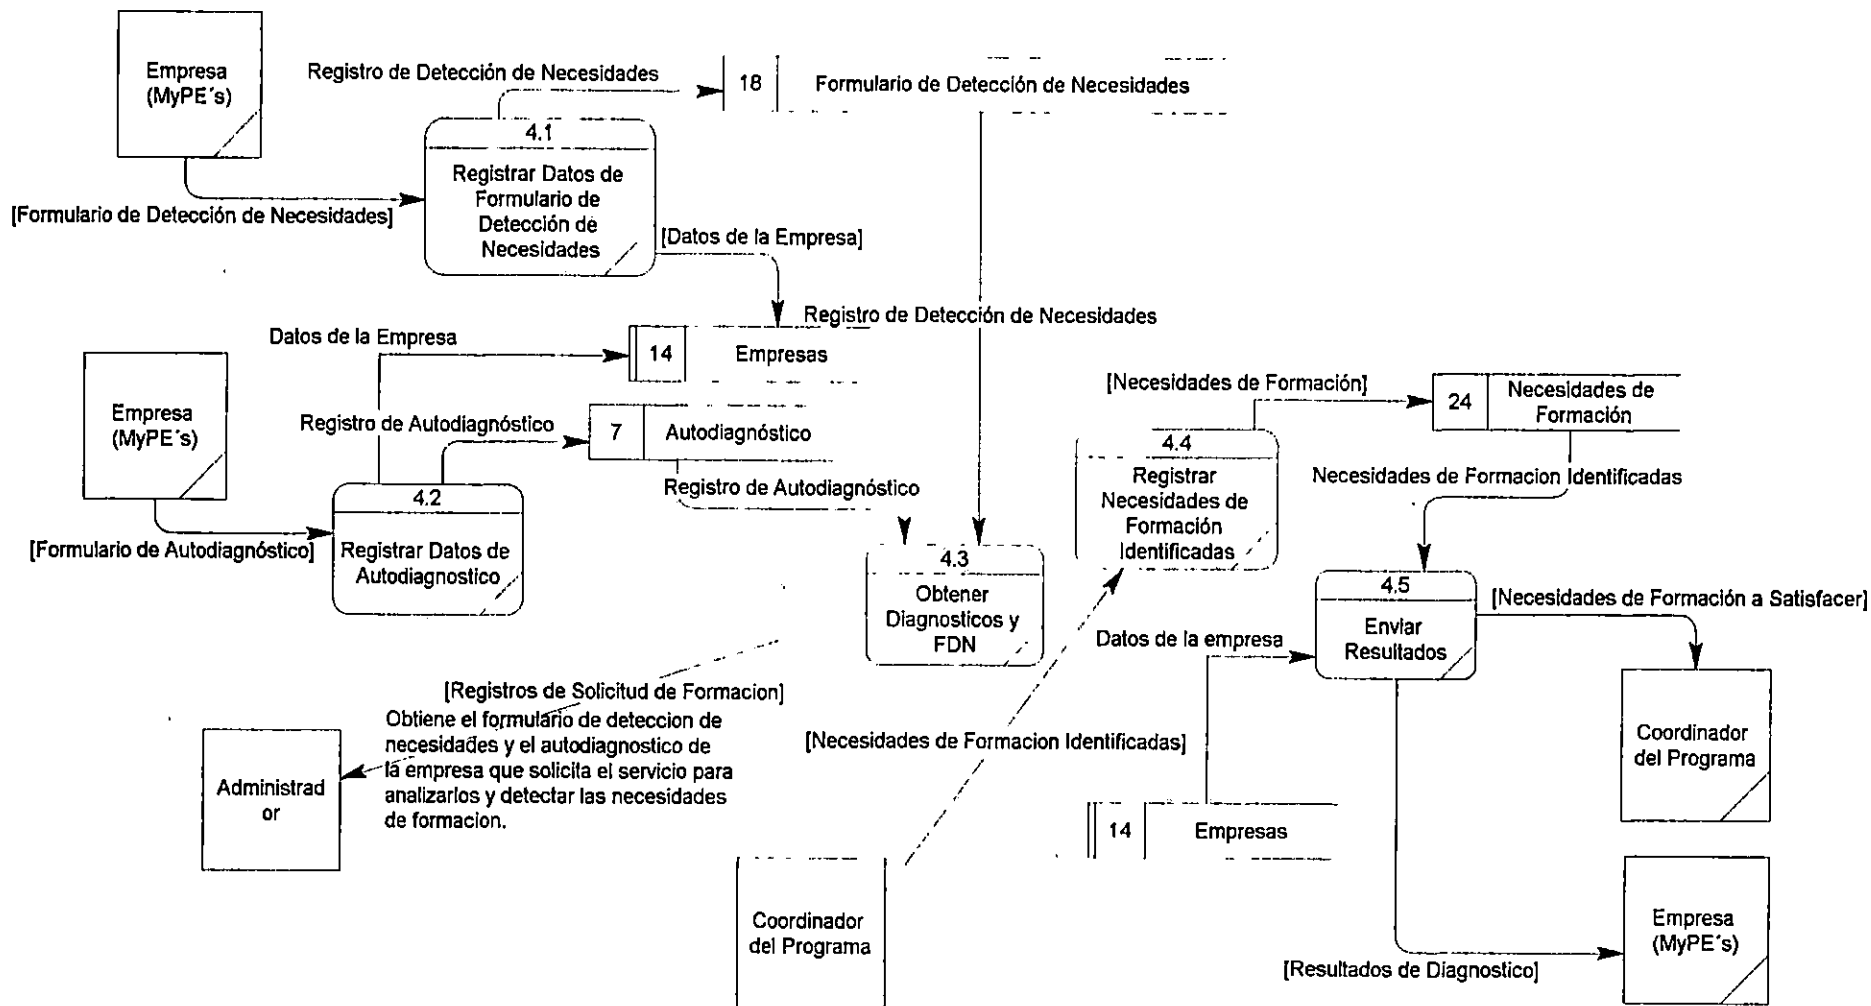 Empresa
(MyPE´s)
Registro de Detección de Necesidades
18
Formulario de Detección de Necesidades
4.1
Registrar Datos de
Formulario de
Detección de
Necesidades
[Formulario de Detección de Necesidades]
[Datos de la Empresa]
Registro de Detección de Necesidades
Datos de la Empresa
14
Empresas
Empresa
(MyPE´s)
Registro de Autodiagnóstico
7
Autodiagnóstico
Registro de Autodiagnóstico
4.2
Registrar Datos de
Autodiagnostico
[Formulario de Autodiagnóstico]
4.3
Obtener
Diagnosticos y
FDN
[Necesidades de Formación]
24
Necesidades de
Formación
4.4
Registrar
Necesidades de
Formación
Identificadas
Necesidades de Formacion Identificadas
4.5
Enviar
Resultados
[Necesidades de Formación a Satisfacer]
Datos de la empresa
[Registros de Solicitud de Formacion]
Obtiene el formulario de deteccion de
necesidades y el autodiagnostico de
la empresa que solicita el servicio para
analizarlos y detectar las necesidades
de formacion.
Administrad
or
[Necesidades de Formacion Identificadas]
Coordinador
del Programa
14
Empresas
Coordinador
del Programa
Empresa
(MyPE´s)
[Resultados de Diagnostico]